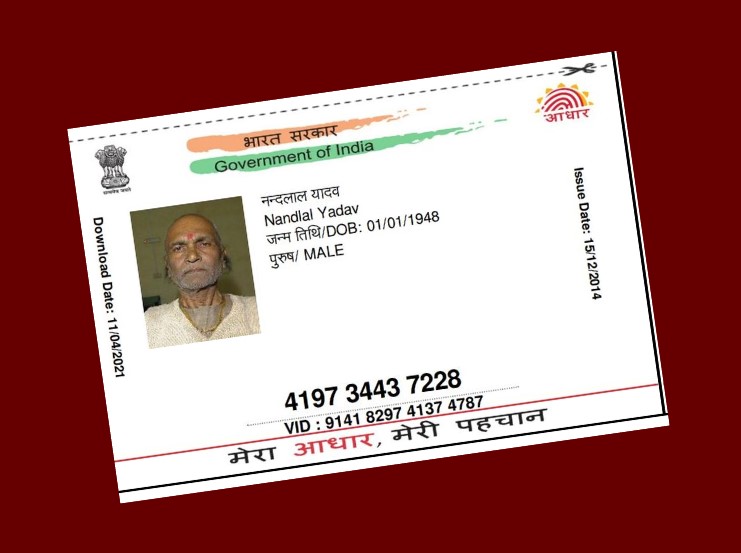 भारत सरकार
Government of India
आधार
सत्यमेव जयते
नन्दलाल यादव
Nandlal Yadav
जन्म तिथि/DOB: 01/01/1948
पुरुष/ MALE
Download Date: 11/04/2021
Issue Date: 15/12/2014
4197 3443 7228
VID : 9141 8297 4137 4787
मेरा आधार, मेरी पहचान